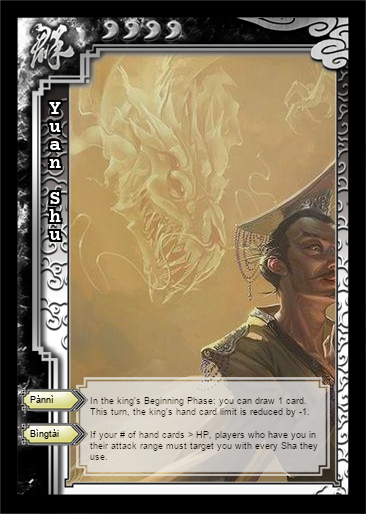 群
Yuan Shù
Pànnì
In the king's Beginning Phase: you can draw 1 card.
This turn, the king's hand card limit is reduced by -1.
Bìngtài
If your # of hand cards > HP, players who have you in
their attack range must target you with every Sha they
use.